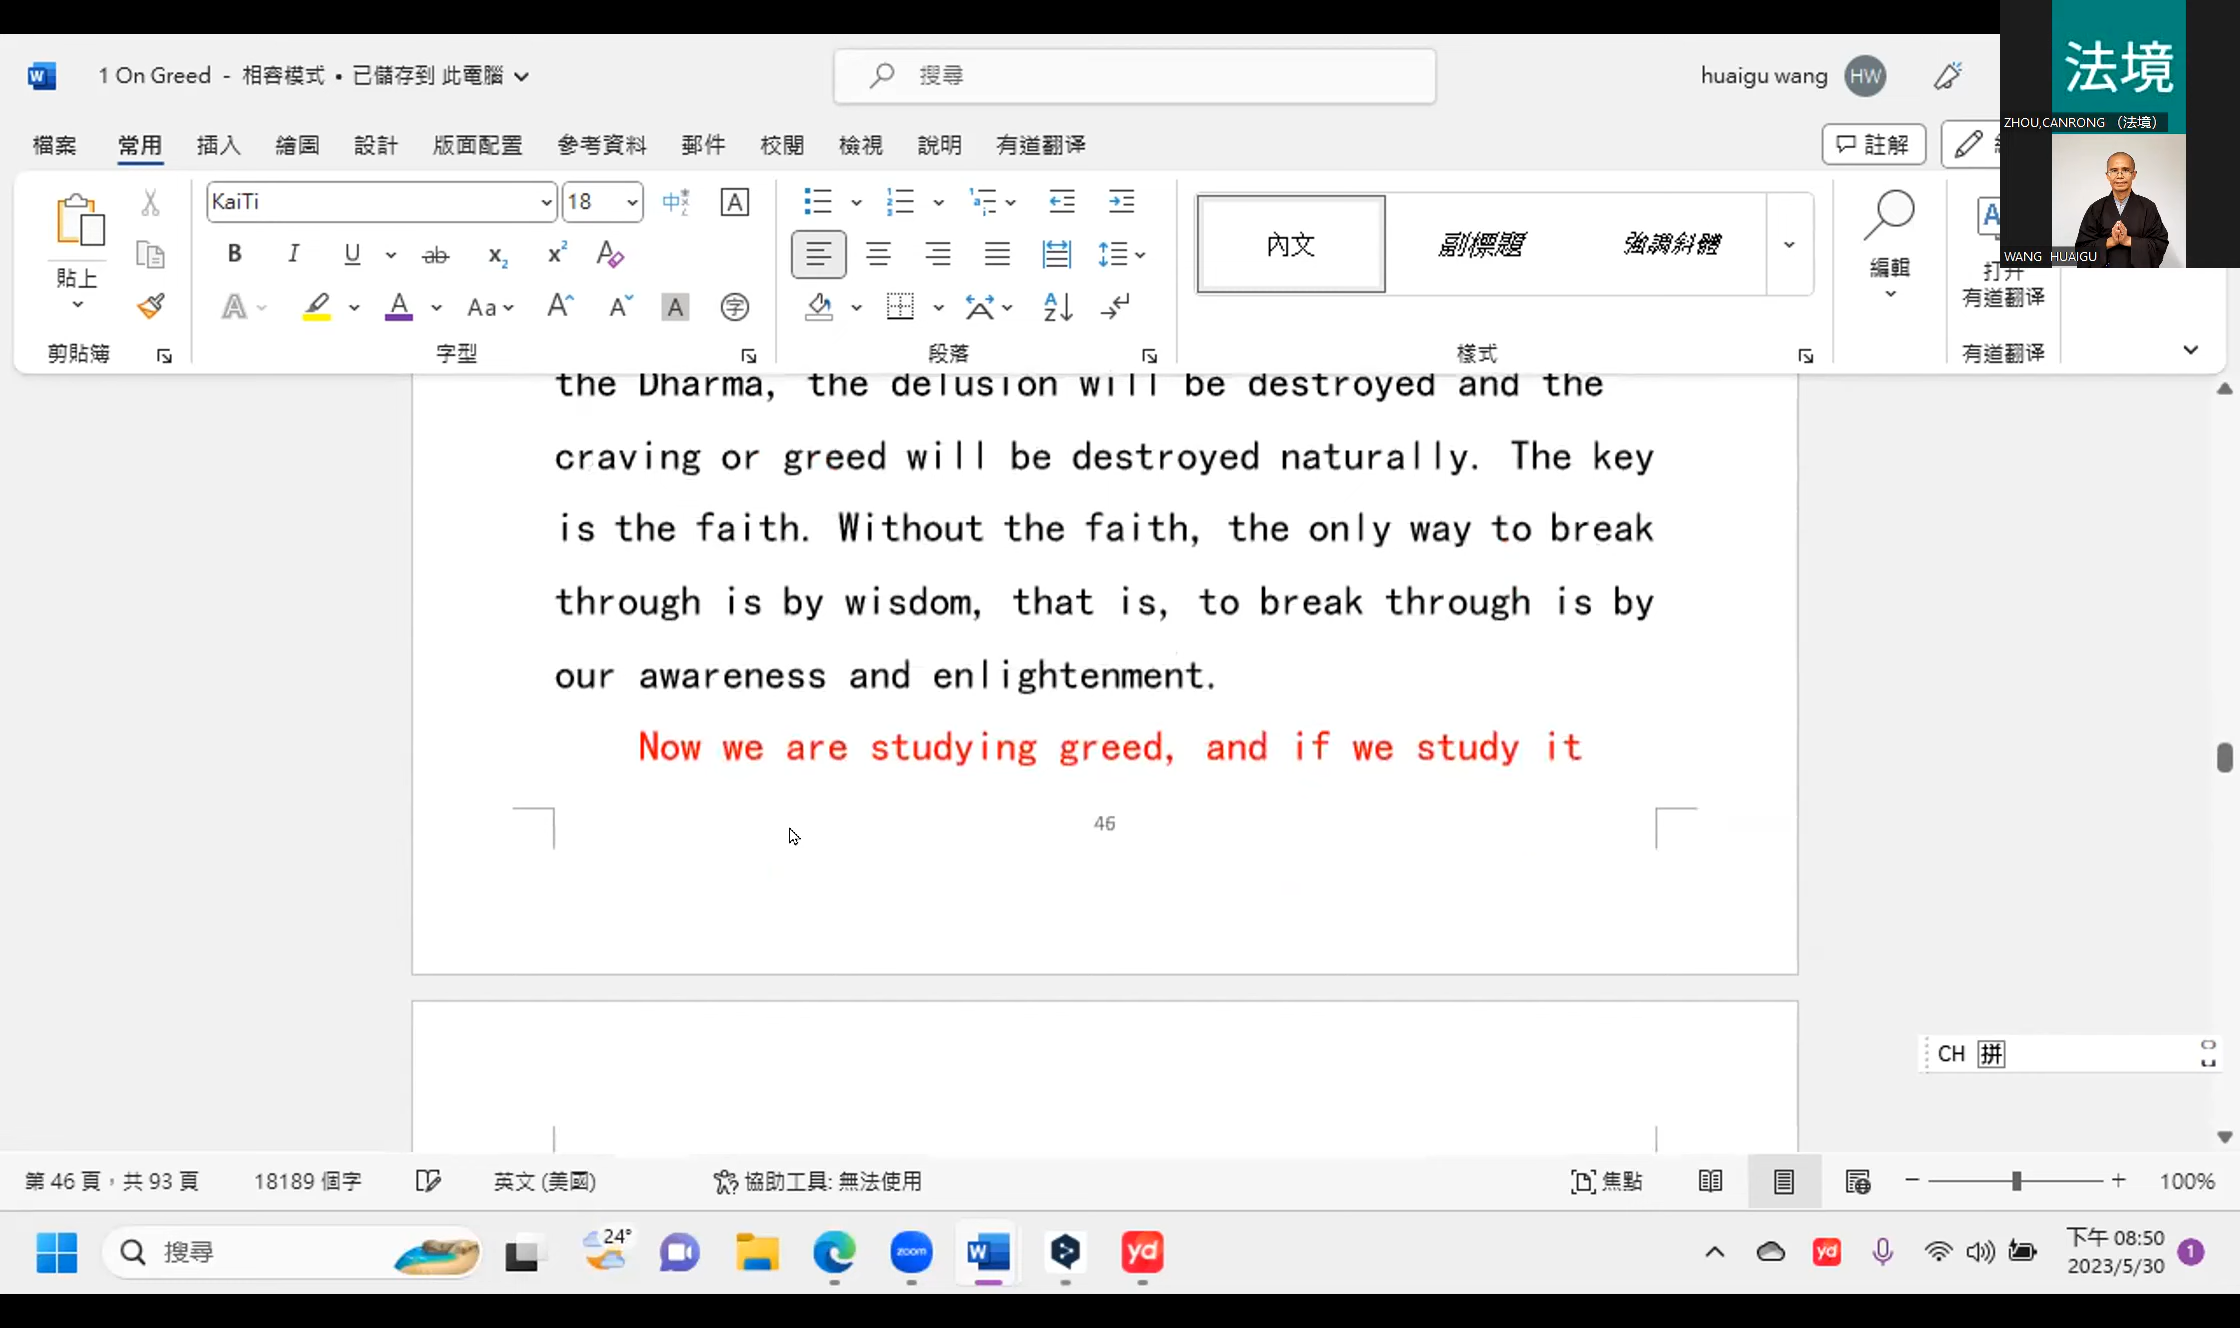 法境
1 On Greed - 相容模式 • 已儲存到 此電腦
搜尋
huaigu wang
HW
ZHOU,CANRONG （法境）
檔案 常用 插入 繪圖 設計 版面配置 參考資料 郵件 校閱 檢視 說明 有道翻译
註解
KaiTi
18
貼上
內文
副標題
強調斜體
編輯
WANG HUAIGU
打开
有道翻译
剪貼簿
字型
段落
樣式
有道翻译
the Dharma, the delusion will be destroyed and the
craving or greed will be destroyed naturally. The key
is the faith. Without the faith, the only way to break
through is by wisdom, that is, to break through is by
our awareness and enlightenment.
Now we are studying greed, and if we study it
46
CH 拼
第 46 頁，共 93 頁
18189 個字
英文 (美國)
協助工具: 無法使用
焦點
100%
搜尋
24°
zoom
yd
yd
下午 08:50
2023/5/30
1